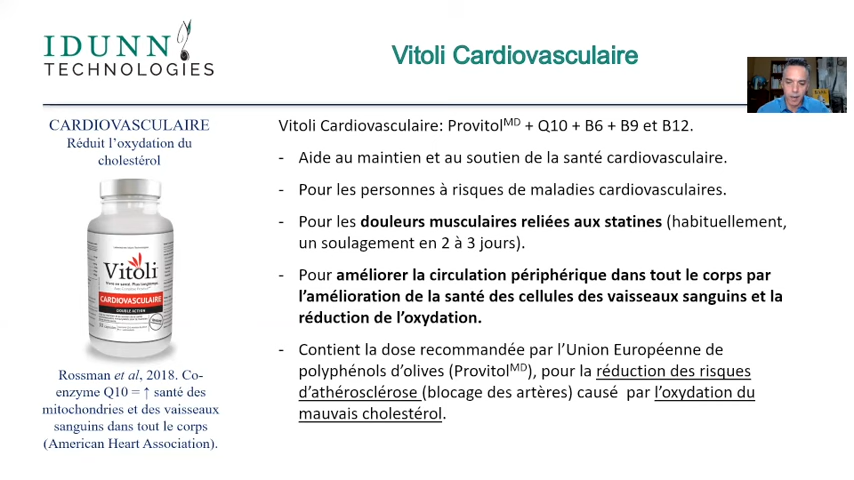 IDUNN
TECHNOLOGIES
Vitoli Cardiovasculaire
CARDIOVASCULAIRE
Réduit l’oxydation du
cholestérol
Vitoli
CARDIOVASCULAIRE
DOUBLE ACTION
Rossman et al, 2018. Co-
enzyme Q10 = ↑ santé des
mitochondries et des vaisseaux
sanguins dans tout le corps
(American Heart Association).
Vitoli Cardiovasculaire: ProvitolMD + Q10 + B6 + B9 et B12.
- Aide au maintien et au soutien de la santé cardiovasculaire.
- Pour les personnes à risques de maladies cardiovasculaires.
- Pour les douleurs musculaires reliées aux statines (habituellement,
un soulagement en 2 à 3 jours).
- Pour améliorer la circulation périphérique dans tout le corps par
l’amélioration de la santé des cellules des vaisseaux sanguins et la
réduction de l’oxydation.
- Contient la dose recommandée par l’Union Européenne de
polyphénols d’olives (ProvitolMD), pour la réduction des risques
d’athérosclérose (blocage des artères) causé par l’oxydation du
mauvais cholestérol.